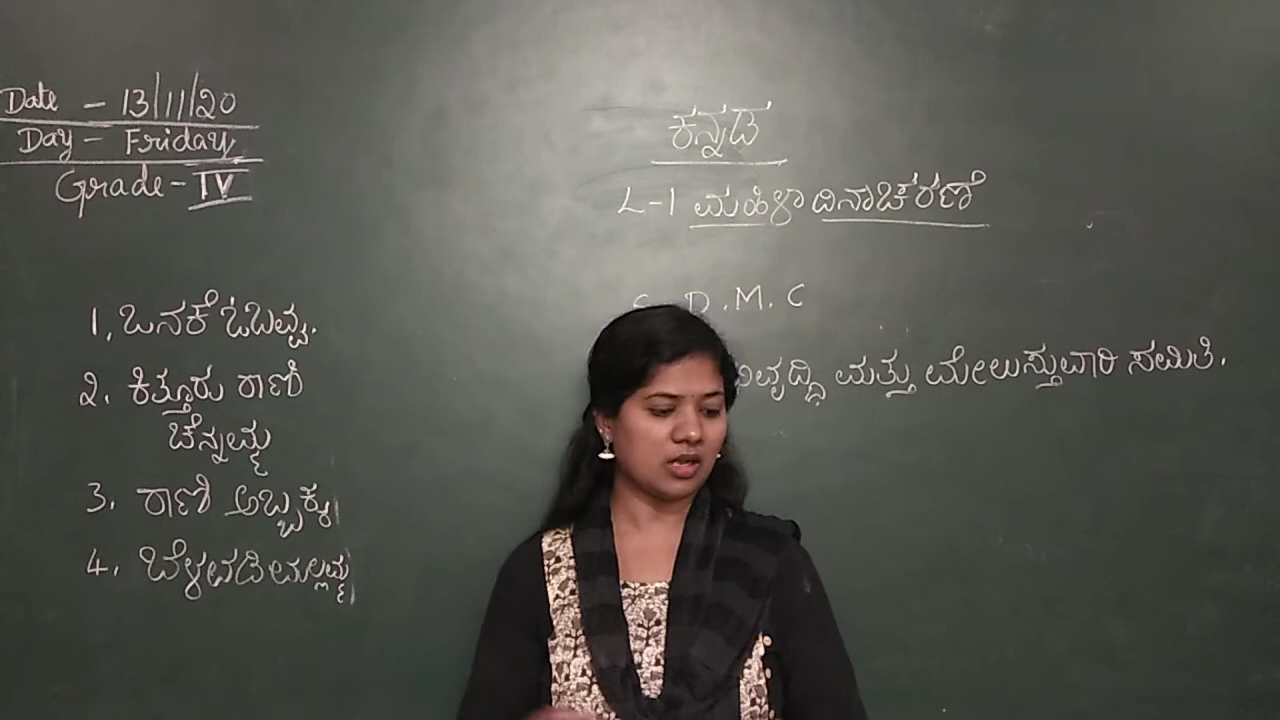 Date - 13/11/20
Day - Friday
Grade - IV
ಕನ್ನಡ
L-1 ಮಹಿಳಾ ದಿನಾಚರಣೆ
1. ಒನಕೆ ಓಬವ್ವ.
2. ಕಿತ್ತೂರು ರಾಣಿ
ಚೆನ್ನಮ್ಮ
3. ರಾಣಿ ಅಬ್ಬಕ್ಕ
4. ಬೆಳವಡಿ ಮಲ್ಲಮ್ಮ
D.M.C
ಮತ್ತು ಮೇಲುಸ್ತುವಾರಿ ಸಮಿತಿ.